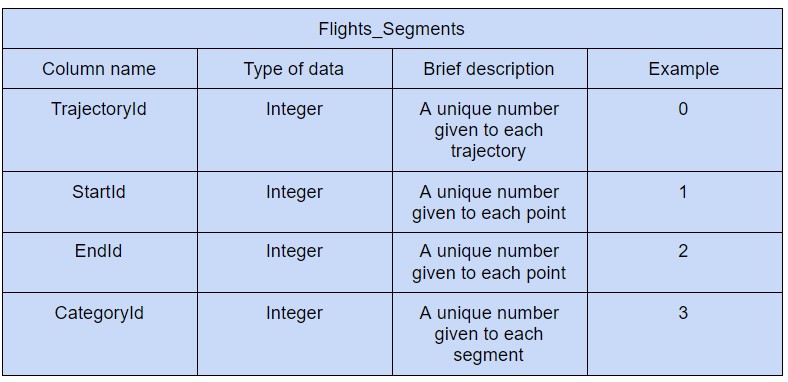 Flights_Segments
Column name Type of data Brief description Example
TrajectoryId Integer A unique number 0
given to each
trajectory
StartId Integer A unique number 1
given to each point
EndId Integer A unique number 2
given to each point
CategoryId Integer A unique number 3
given to each
segment